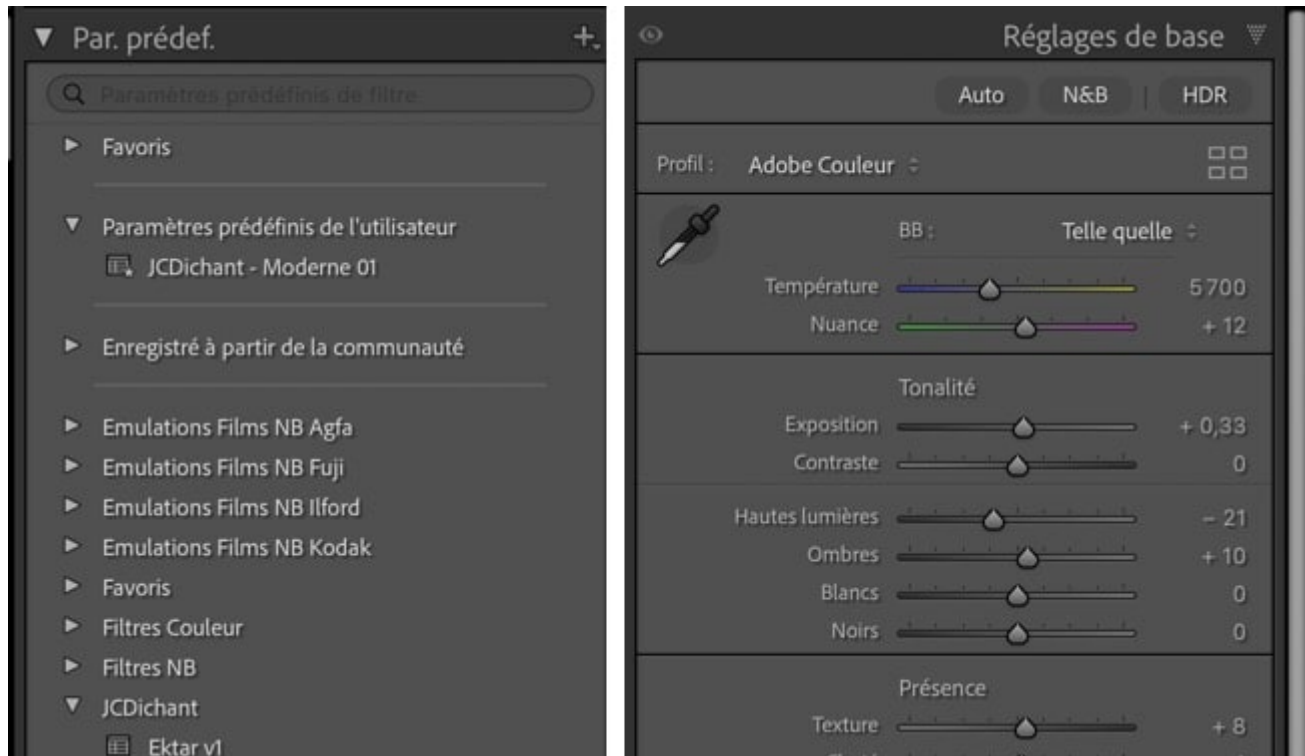 Par. prédéf.
Paramètres prédéfinis de filtre
Favoris
Paramètres prédéfinis de l'utilisateur
JCDichant - Moderne 01
Enregistré à partir de la communauté
Emulations Films NB Agfa
Emulations Films NB Fuji
Emulations Films NB Ilford
Emulations Films NB Kodak
Favoris
Filtres Couleur
Filtres NB
JCDichant
Ektar v1
Réglages de base
Auto N&B HDR
Profil : Adobe Couleur
BB : Telle quelle
Température 5 700
Nuance + 12
Tonalité
Exposition + 0,33
Contraste 0
Hautes lumières – 21
Ombres + 10
Blancs 0
Noirs 0
Présence
Texture + 8